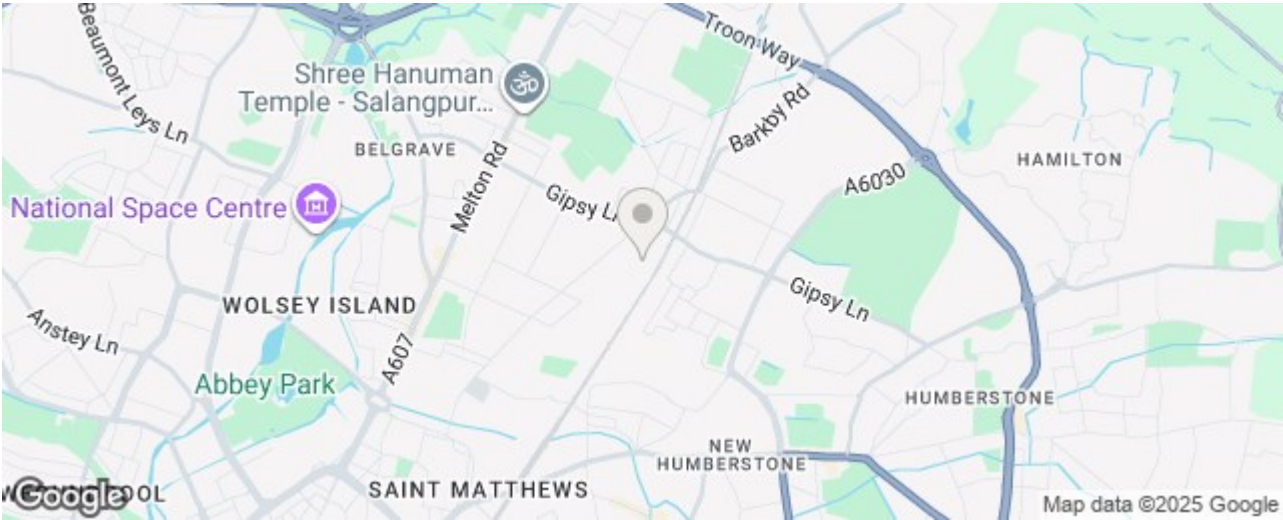 Beaumont Leys Ln
Troon Way
Shree Hanuman
Temple - Salangpur...
Barkby Rd
BELGRAVE
HAMILTON
Melton Rd
A6030
Gipsy Ln
National Space Centre
Gipsy Ln
WOLSEY ISLAND
Anstey Ln
A607
Abbey Park
HUMBERSTONE
NEW
HUMBERSTONE
SAINT MATTHEWS
Google
Map data ©2025 Google